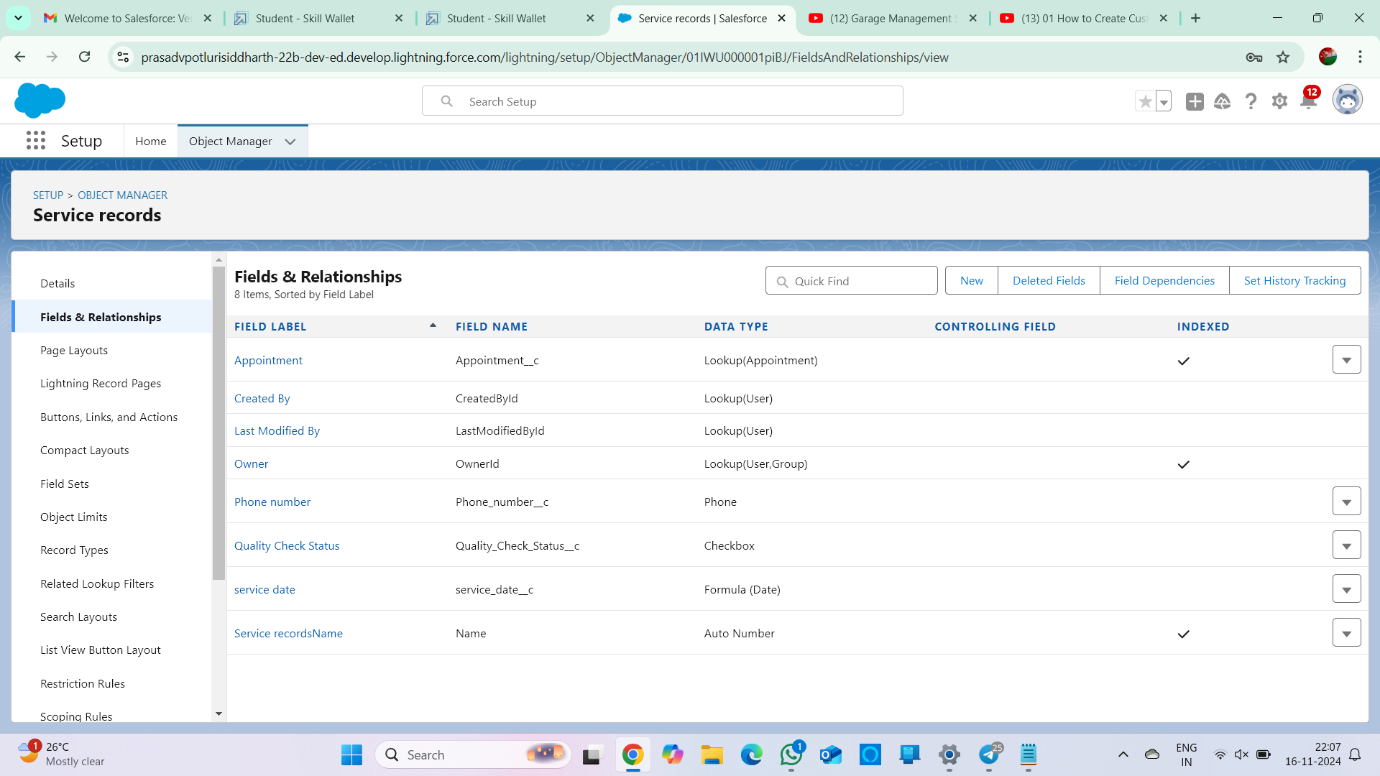 Welcome to Salesforce: Ve
Student - Skill Wallet
Student - Skill Wallet
Service records | Salesforce
(12) Garage Management S
(13) 01 How to Create Cus
prasadvpotlurisiddharth-22b-dev-ed.develop.lightning.force.com/lightning/setup/ObjectManager/01IWU000001piBJ/FieldsAndRelationships/view
Search Setup
12
Setup
Home
Object Manager
SETUP > OBJECT MANAGER
Service records
Details
Fields & Relationships
Page Layouts
Lightning Record Pages
Buttons, Links, and Actions
Compact Layouts
Field Sets
Object Limits
Record Types
Related Lookup Filters
Search Layouts
List View Button Layout
Restriction Rules
Scoping Rules
Fields & Relationships
8 Items, Sorted by Field Label
Quick Find
New
Deleted Fields
Field Dependencies
Set History Tracking
FIELD LABEL FIELD NAME DATA TYPE CONTROLLING FIELD INDEXED
Appointment Appointment__c Lookup(Appointment)
Created By CreatedById Lookup(User)
Last Modified By LastModifiedById Lookup(User)
Owner OwnerId Lookup(User,Group)
Phone number Phone_number__c Phone
Quality Check Status Quality_Check_Status__c Checkbox
service date service_date__c Formula (Date)
Service recordsName Name Auto Number
1
26°C
Mostly clear
Search
1
25
ENG
IN
22:07
16-11-2024